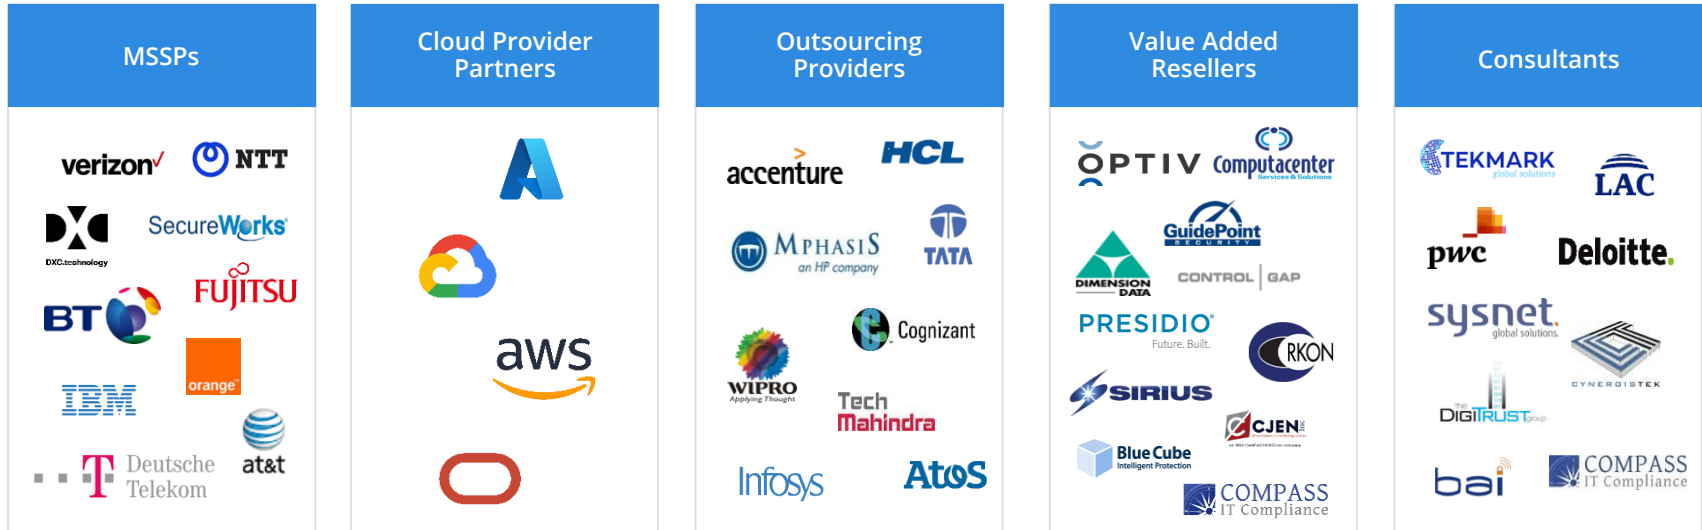 MSSPs
verizon
NTT
DXC.technology
SecureWorks
FUJITSU
BT
orange™
IBM
at&t
T Deutsche
Telekom
Cloud Provider
Partners
aws
Outsourcing
Providers
accenture
HCL
MPHASIS
an HP company
TATA
Cognizant
WIPRO
Applying Thought
Tech
Mahindra
Infosys
Atos
Value Added
Resellers
OPTIV
Computacenter
Services & Solutions
GuidePoint
SECURITY
DIMENSION
DATA
CONTROL GAP
PRESIDIO®
Future. Built.
ORKON
SIRIUS
CJEN Inc
Blue Cube
Intelligent Protection
COMPASS
IT Compliance
Consultants
TEKMARK
global solutions
LAC
pwc
Deloitte.
sysnet.
global solutions.
CYNERGISTEK
the
DIGITRUST group
bai
COMPASS
IT Compliance